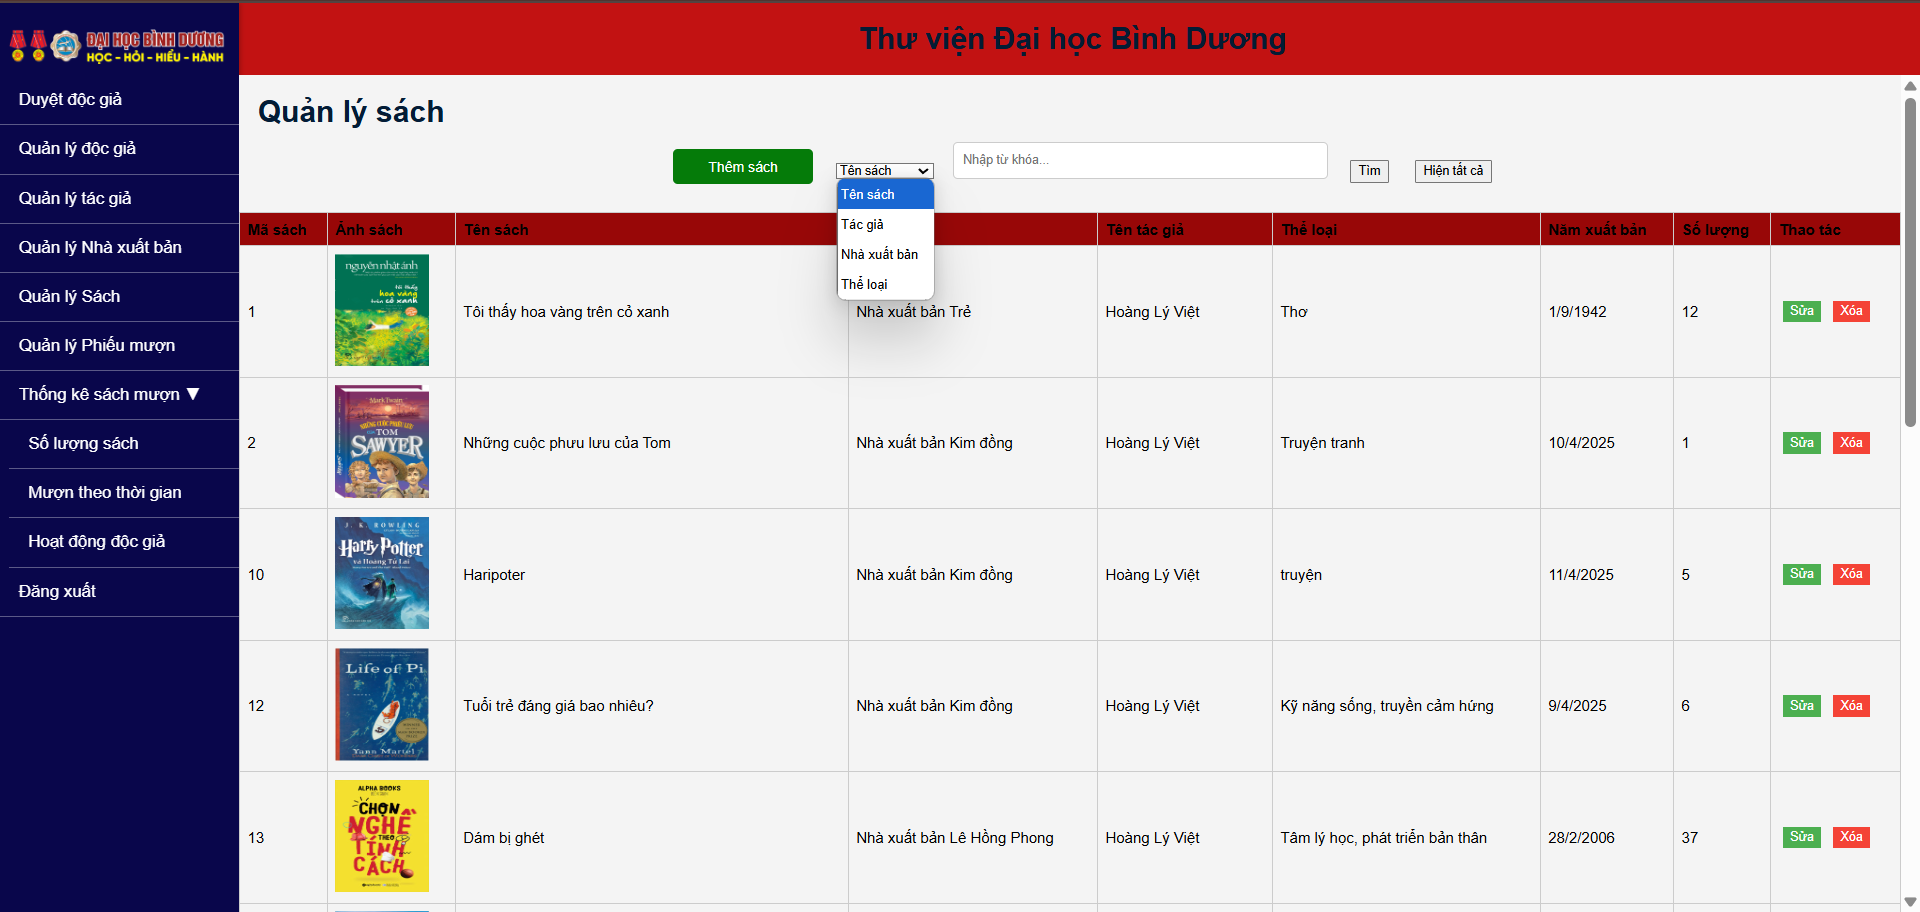 ĐẠI HỌC BÌNH DƯƠNG
HỌC - HỎI - HIỂU - HÀNH
Thư viện Đại học Bình Dương
Duyệt độc giả
Quản lý độc giả
Quản lý tác giả
Quản lý Nhà xuất bản
Quản lý Sách
Quản lý Phiếu mượn
Thống kê sách mượn ▼
Số lượng sách
Mượn theo thời gian
Hoạt động độc giả
Đăng xuất
Quản lý sách
Thêm sách
Tên sách
Nhập từ khóa...
Tìm
Hiện tất cả
Tên sách
Tác giả
Nhà xuất bản
Thể loại
Mã sách Ảnh sách Tên sách Tên tác giả Thể loại Năm xuất bản Số lượng Thao tác
nguyễn nhật ánh
tôi thấy
hoa vàng
trên cỏ xanh
1 Tôi thấy hoa vàng trên cỏ xanh Nhà xuất bản Trẻ Hoàng Lý Việt Thơ 1/9/1942 12 Sửa Xóa
Mark Twain
NHỮNG CUỘC PHIÊU LƯU
TOM
SAWYER
2 Những cuộc phưu lưu của Tom Nhà xuất bản Kim đồng Hoàng Lý Việt Truyện tranh 10/4/2025 1 Sửa Xóa
J. K. ROWLING
Harry Potter
và Hoàng Tử Lai
10 Haripoter Nhà xuất bản Kim đồng Hoàng Lý Việt truyện 11/4/2025 5 Sửa Xóa
Life of Pi
Yann Martel
12 Tuổi trẻ đáng giá bao nhiêu? Nhà xuất bản Kim đồng Hoàng Lý Việt Kỹ năng sống, truyền cảm hứng 9/4/2025 6 Sửa Xóa
ALPHA BOOKS
CHỌN
NGHỀ
THEO
TÍNH
CÁCH
13 Dám bị ghét Nhà xuất bản Lê Hồng Phong Hoàng Lý Việt Tâm lý học, phát triển bản thân 28/2/2006 37 Sửa Xóa